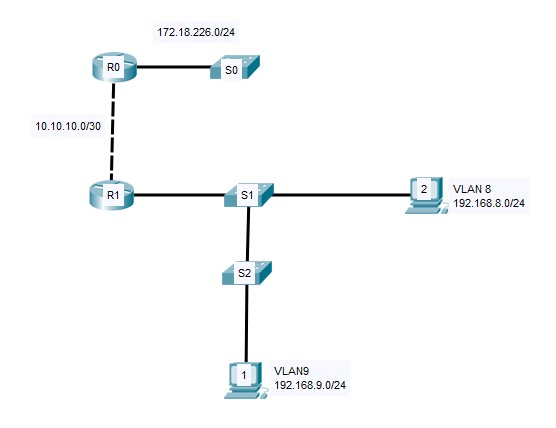 172.18.226.0/24
R0
S0
10.10.10.0/30
R1
S1
2
VLAN 8
192.168.8.0/24
S2
1
VLAN9
192.168.9.0/24